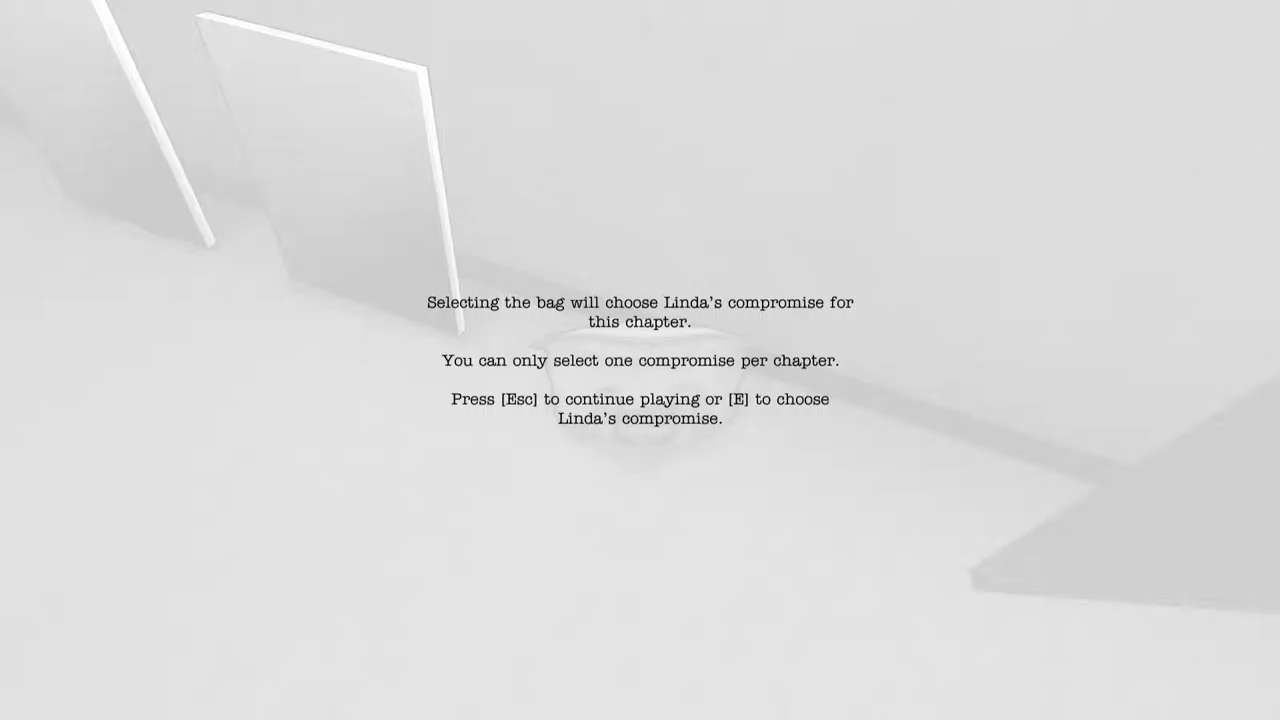 Selecting the bag will choose Linda's compromise for
this chapter.
You can only select one compromise per chapter.
Press [Esc] to continue playing or [E] to choose
Linda's compromise.